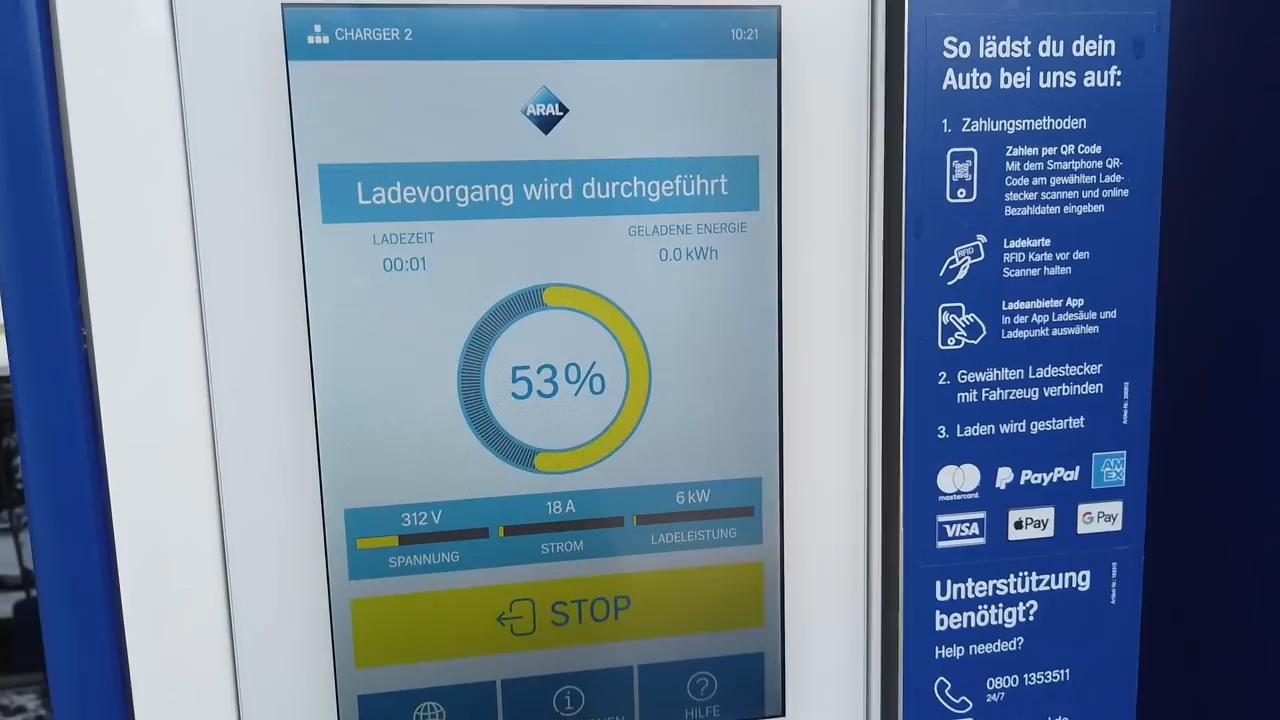 CHARGER 2
10:21
ARAL
Ladevorgang wird durchgeführt
LADEZEIT
00:01
GELADENE ENERGIE
0.0 kWh
53%
312 V
SPANNUNG
18 A
STROM
6 kW
LADELEISTUNG
STOP
HILFE
So lädst du dein
Auto bei uns auf:
1. Zahlungsmethoden
Zahlen per QR Code
Mit dem Smartphone QR-
Code am gewählten Lade-
stecker scannen und online
Bezahldaten eingeben
RFID
Ladekarte
RFID Karte vor den
Scanner halten
Ladeanbieter App
In der App Ladesäule und
Ladepunkt auswählen
2. Gewählten Ladestecker
mit Fahrzeug verbinden
3. Laden wird gestartet
mastercard.
PayPal
AM
EX
VISA
Pay
G Pay
Unterstützung
benötigt?
Help needed?
0800 1353511
24/7